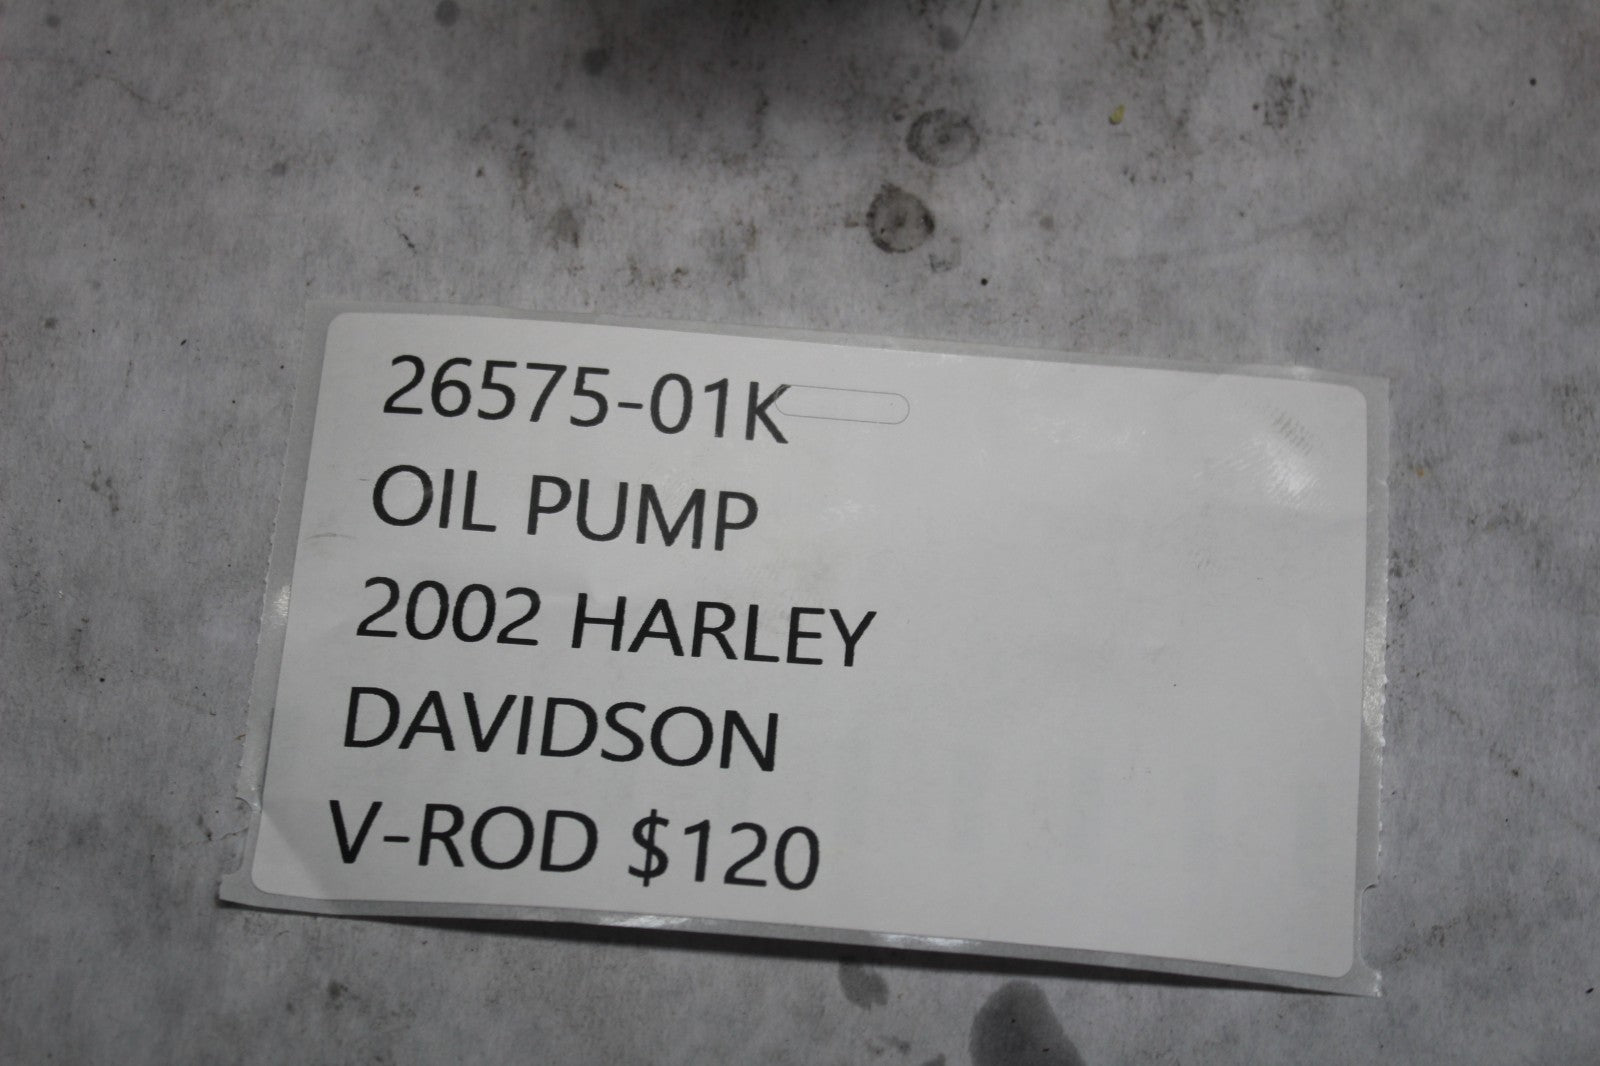 26575-01K
OIL PUMP
2002 HARLEY
DAVIDSON
V-ROD $120